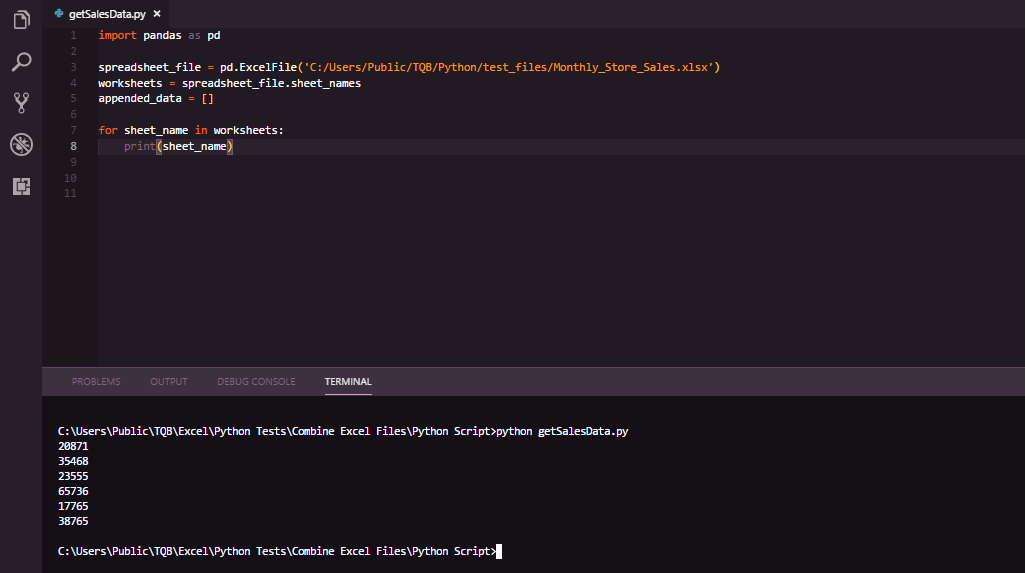 getSalesData.py ×
1 import pandas as pd
2
3 spreadsheet_file = pd.ExcelFile('C:/Users/Public/TQB/Python/test_files/Monthly_Store_Sales.xlsx')
4 worksheets = spreadsheet_file.sheet_names
5 appended_data = []
6
7 for sheet_name in worksheets:
8     print(sheet_name)
9
10
11
PROBLEMS OUTPUT DEBUG CONSOLE TERMINAL
C:\Users\Public\TQB\Excel\Python Tests\Combine Excel Files\Python Script>python getSalesData.py
20871
35468
23555
65736
17765
38765
C:\Users\Public\TQB\Excel\Python Tests\Combine Excel Files\Python Script>